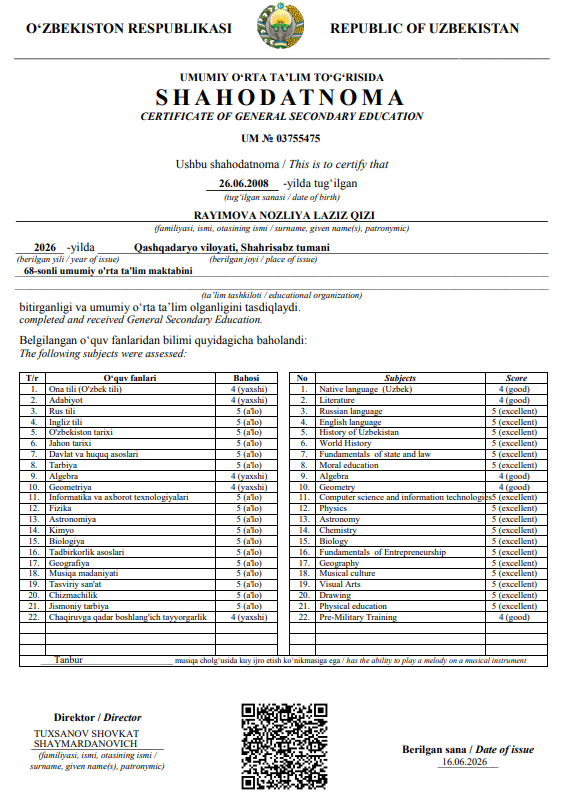 O‘ZBEKISTON RESPUBLIKASI REPUBLIC OF UZBEKISTAN
UMUMIY O‘RTA TA’LIM TO‘G‘RISIDA
SHAHODATNOMA
CERTIFICATE OF GENERAL SECONDARY EDUCATION
UM № 03755475
Ushbu shahodatnoma / This is to certify that
26.06.2008 -yilda tug‘ilgan
(tug‘ilgan sanasi / date of birth)
RAYIMOVA NOZLIYA LAZIZ QIZI
(familiyasi, ismi, otasining ismi / surname, given name(s), patronymic)
2026 -yilda Qashqadaryo viloyati, Shahrisabz tumani
(berilgan yili / year of issue) (berilgan joyi / place of issue)
68-sonli umumiy o'rta ta'lim maktabini
(ta’lim tashkiloti / educational organization)
bitirganligi va umumiy o‘rta ta’lim olganligini tasdiqlaydi.
completed and received General Secondary Education.
Belgilangan o‘quv fanlaridan bilimi quyidagicha baholandi:
The following subjects were assessed:
T/r O‘quv fanlari Bahosi No Subjects Score
1. Ona tili (O'zbek tili) 4 (yaxshi) 1. Native language (Uzbek) 4 (good)
2. Adabiyot 4 (yaxshi) 2. Literature 4 (good)
3. Rus tili 5 (a'lo) 3. Russian language 5 (excellent)
4. Ingliz tili 5 (a'lo) 4. English language 5 (excellent)
5. O'zbekiston tarixi 5 (a'lo) 5. History of Uzbekistan 5 (excellent)
6. Jahon tarixi 5 (a'lo) 6. World History 5 (excellent)
7. Davlat va huquq asoslari 5 (a'lo) 7. Fundamentals of state and law 5 (excellent)
8. Tarbiya 5 (a'lo) 8. Moral education 5 (excellent)
9. Algebra 4 (yaxshi) 9. Algebra 4 (good)
10. Geometriya 4 (yaxshi) 10. Geometry 4 (good)
11. Informatika va axborot texnologiyalari 5 (a'lo) 11. Computer science and information technologies 5 (excellent)
12. Fizika 5 (a'lo) 12. Physics 5 (excellent)
13. Astronomiya 5 (a'lo) 13. Astronomy 5 (excellent)
14. Kimyo 5 (a'lo) 14. Chemistry 5 (excellent)
15. Biologiya 5 (a'lo) 15. Biology 5 (excellent)
16. Tadbirkorlik asoslari 5 (a'lo) 16. Fundamentals of Entrepreneurship 5 (excellent)
17. Geografiya 5 (a'lo) 17. Geography 5 (excellent)
18. Musiqa madaniyati 5 (a'lo) 18. Musical culture 5 (excellent)
19. Tasviriy san'at 5 (a'lo) 19. Visual Arts 5 (excellent)
20. Chizmachilik 5 (a'lo) 20. Drawing 5 (excellent)
21. Jismoniy tarbiya 5 (a'lo) 21. Physical education 5 (excellent)
22. Chaqiruvga qadar boshlang'ich tayyorgarlik 4 (yaxshi) 22. Pre-Military Training 4 (good)
Tanbur musiqa cholg‘usida kuy ijro etish ko‘nikmasiga ega / has the ability to play a melody on a musical instrument
Direktor / Director
TUXSANOV SHOVKAT
SHAYMARDANOVICH
(familiyasi, ismi, otasining ismi /
surname, given name(s), patronymic)
Berilgan sana / Date of issue
16.06.2026